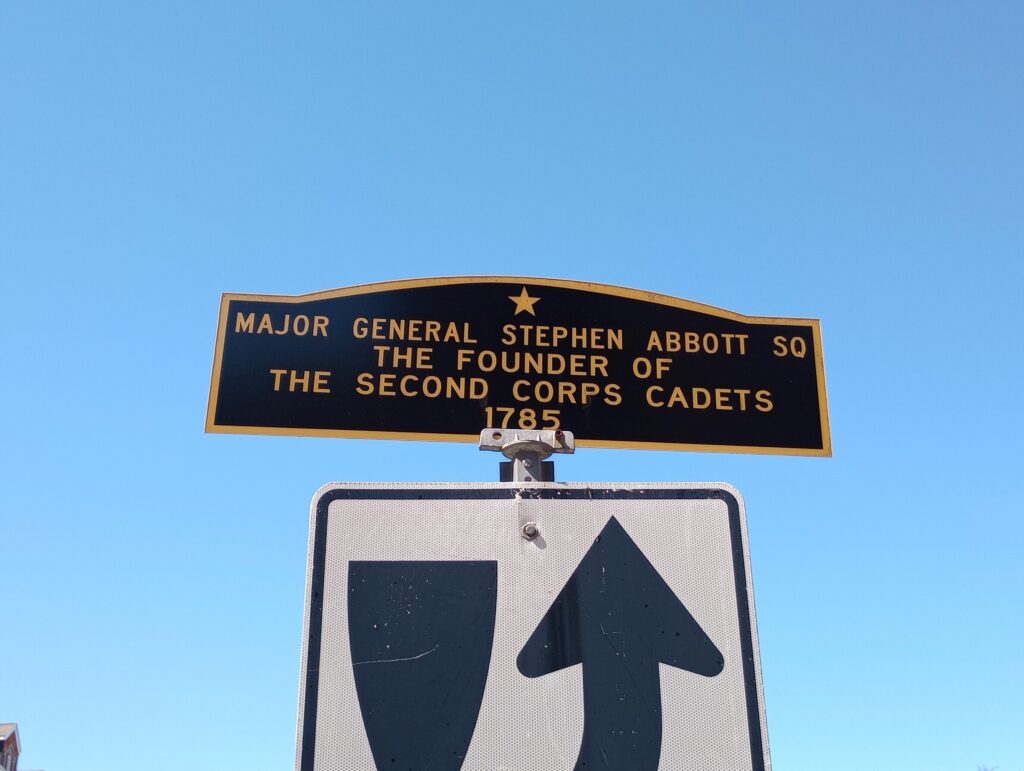 MAJOR GENERAL STEPHEN ABBOTT SQ
THE FOUNDER OF
THE SECOND CORPS CADETS
1785